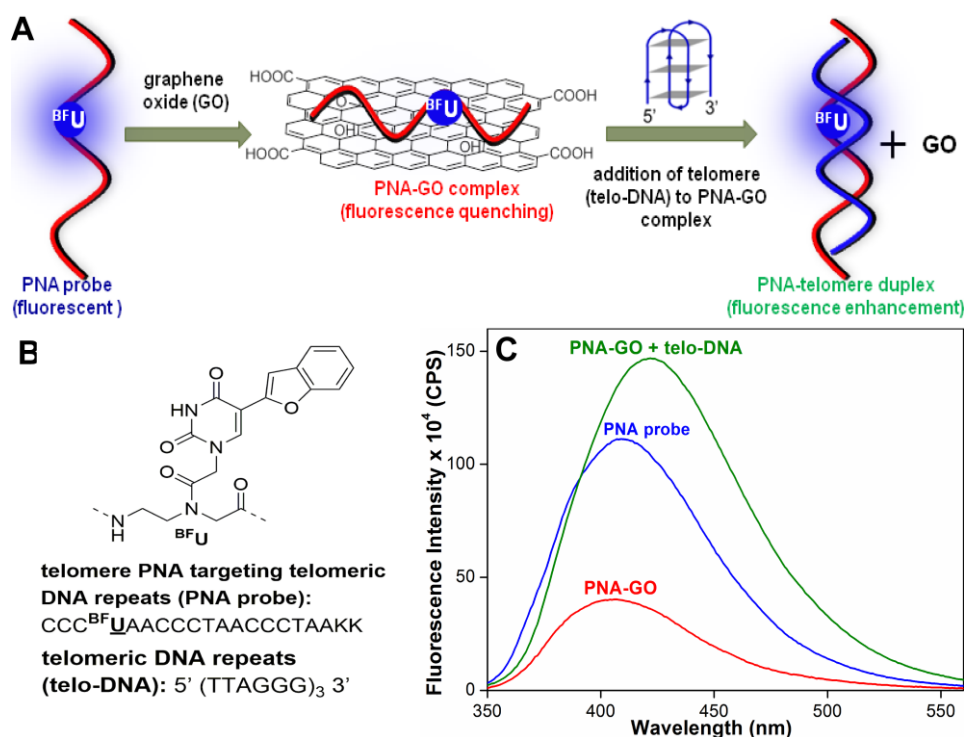 A
BFU
PNA probe
(fluorescent )
graphene
oxide (GO)
HOOC
COOH
O
OH
BFU
OH
HOOC
COOH
PNA-GO complex
(fluorescence quenching)
5’
3’
addition of telomere
(telo-DNA) to PNA-GO
complex
BFU
+ GO
PNA-telomere duplex
(fluorescence enhancement)
B
O
HN
O
O
N
O
O
N
N
H
BFU
telomere PNA targeting telomeric
DNA repeats (PNA probe):
CCCBFUAACCCTAACCCTAAKK
telomeric DNA repeats
(telo-DNA): 5’ (TTAGGG)3 3’
C
PNA-GO + telo-DNA
PNA probe
PNA-GO
Fluorescence Intensity x 10⁴ (CPS)
150
100
50
0
350
400
450
500
550
Wavelength (nm)